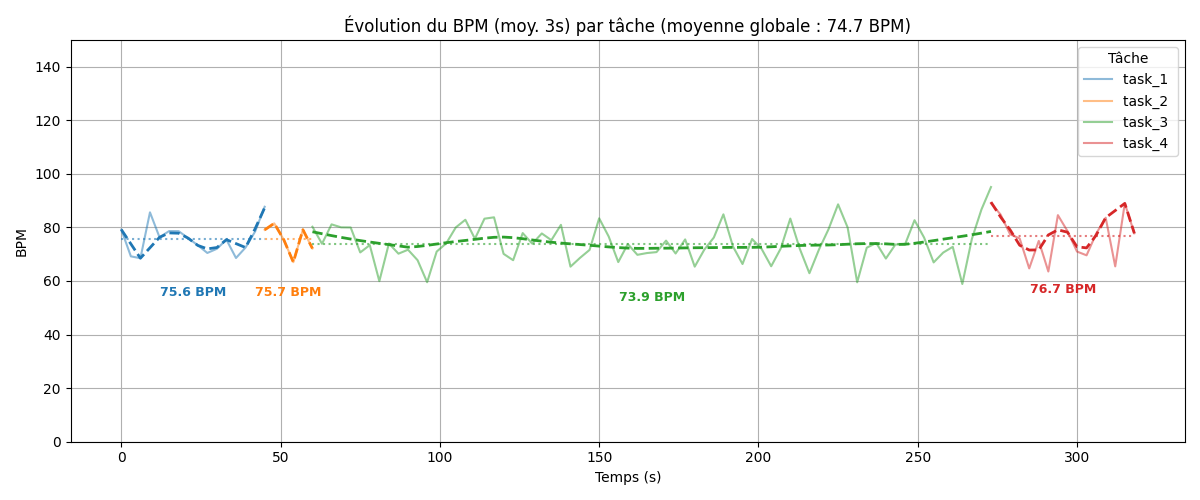 Évolution du BPM (moy. 3s) par tâche (moyenne globale : 74.7 BPM)
BPM
140
120
100
80
60
40
20
0
Tâche
task_1
task_2
task_3
task_4
75.6 BPM
75.7 BPM
73.9 BPM
76.7 BPM
0
50
100
150
200
250
300
Temps (s)